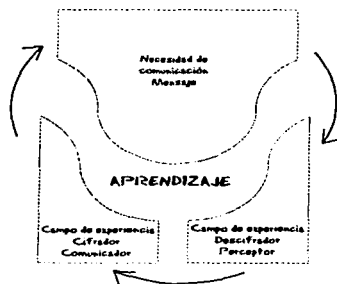 Necesidad de
comunicación
Mensaje
APRENDIZAJE
Campo de experiencia
Cifrador
Comunicador
Campo de experiencia
Descifrador
Perceptor